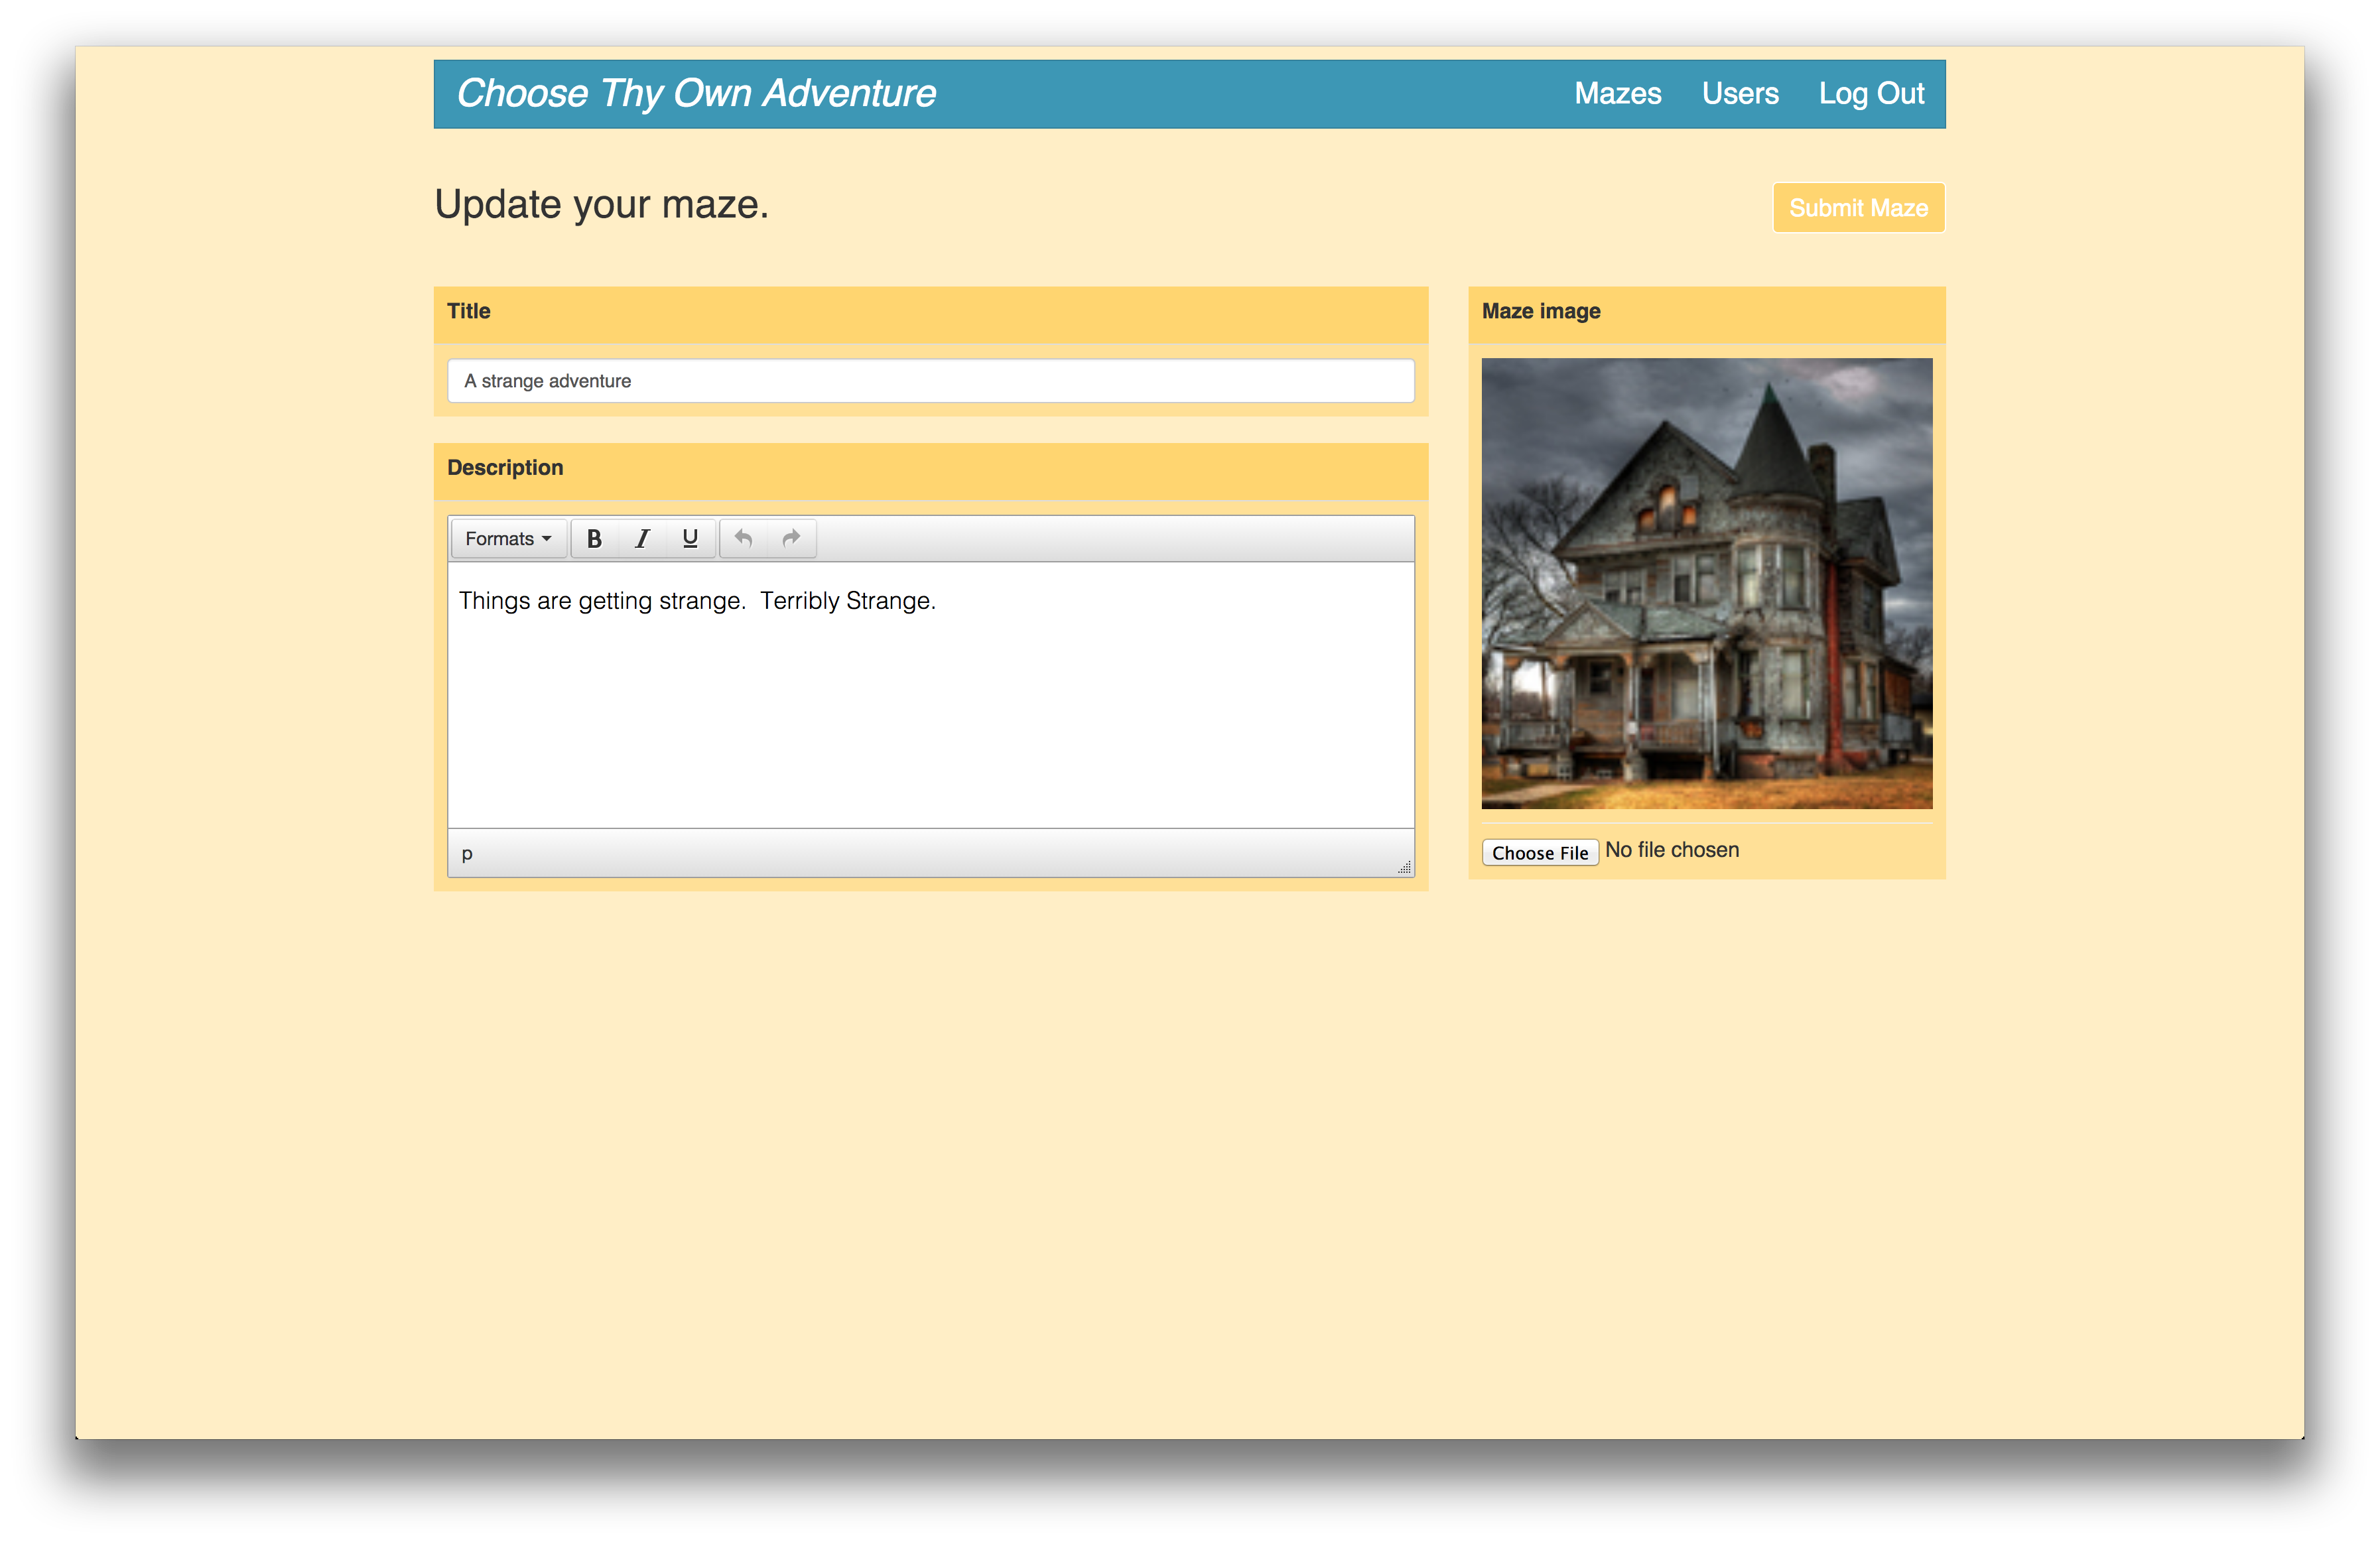 Choose Thy Own Adventure Mazes Users Log Out
Update your maze. Submit Maze
Title
A strange adventure
Description
Formats B I U
Things are getting strange.  Terribly Strange.
p
Maze image
Choose File No file chosen